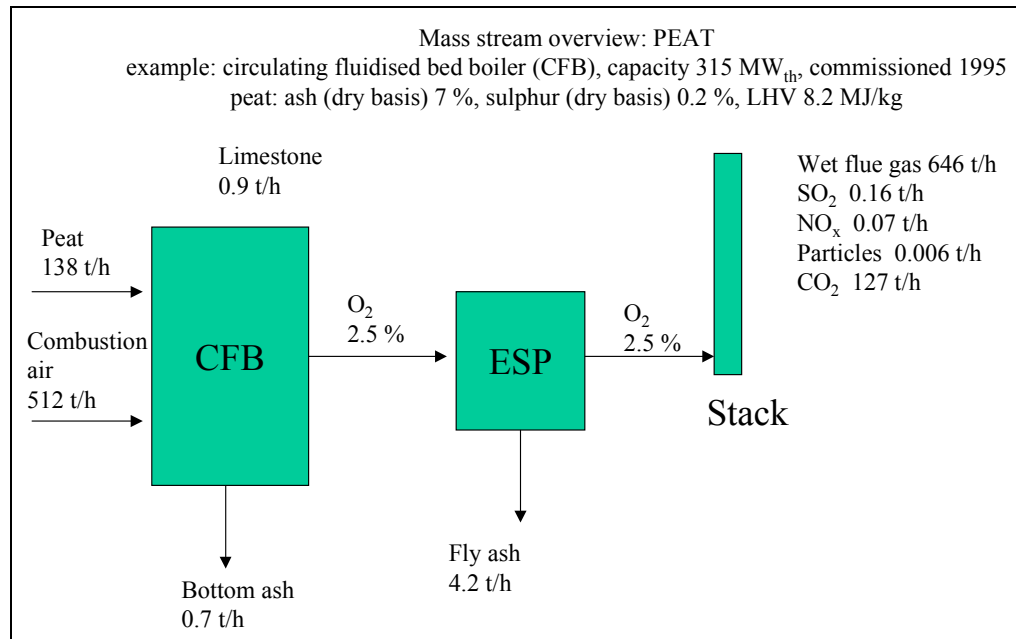 Mass stream overview: PEAT
example: circulating fluidised bed boiler (CFB), capacity 315 MWth, commissioned 1995
peat: ash (dry basis) 7 %, sulphur (dry basis) 0.2 %, LHV 8.2 MJ/kg
Limestone
0.9 t/h
Wet flue gas 646 t/h
SO2 0.16 t/h
NOx 0.07 t/h
Particles 0.006 t/h
CO2 127 t/h
Peat
138 t/h
Combustion
air
512 t/h
CFB
O2
2.5 %
ESP
O2
2.5 %
Stack
Bottom ash
0.7 t/h
Fly ash
4.2 t/h